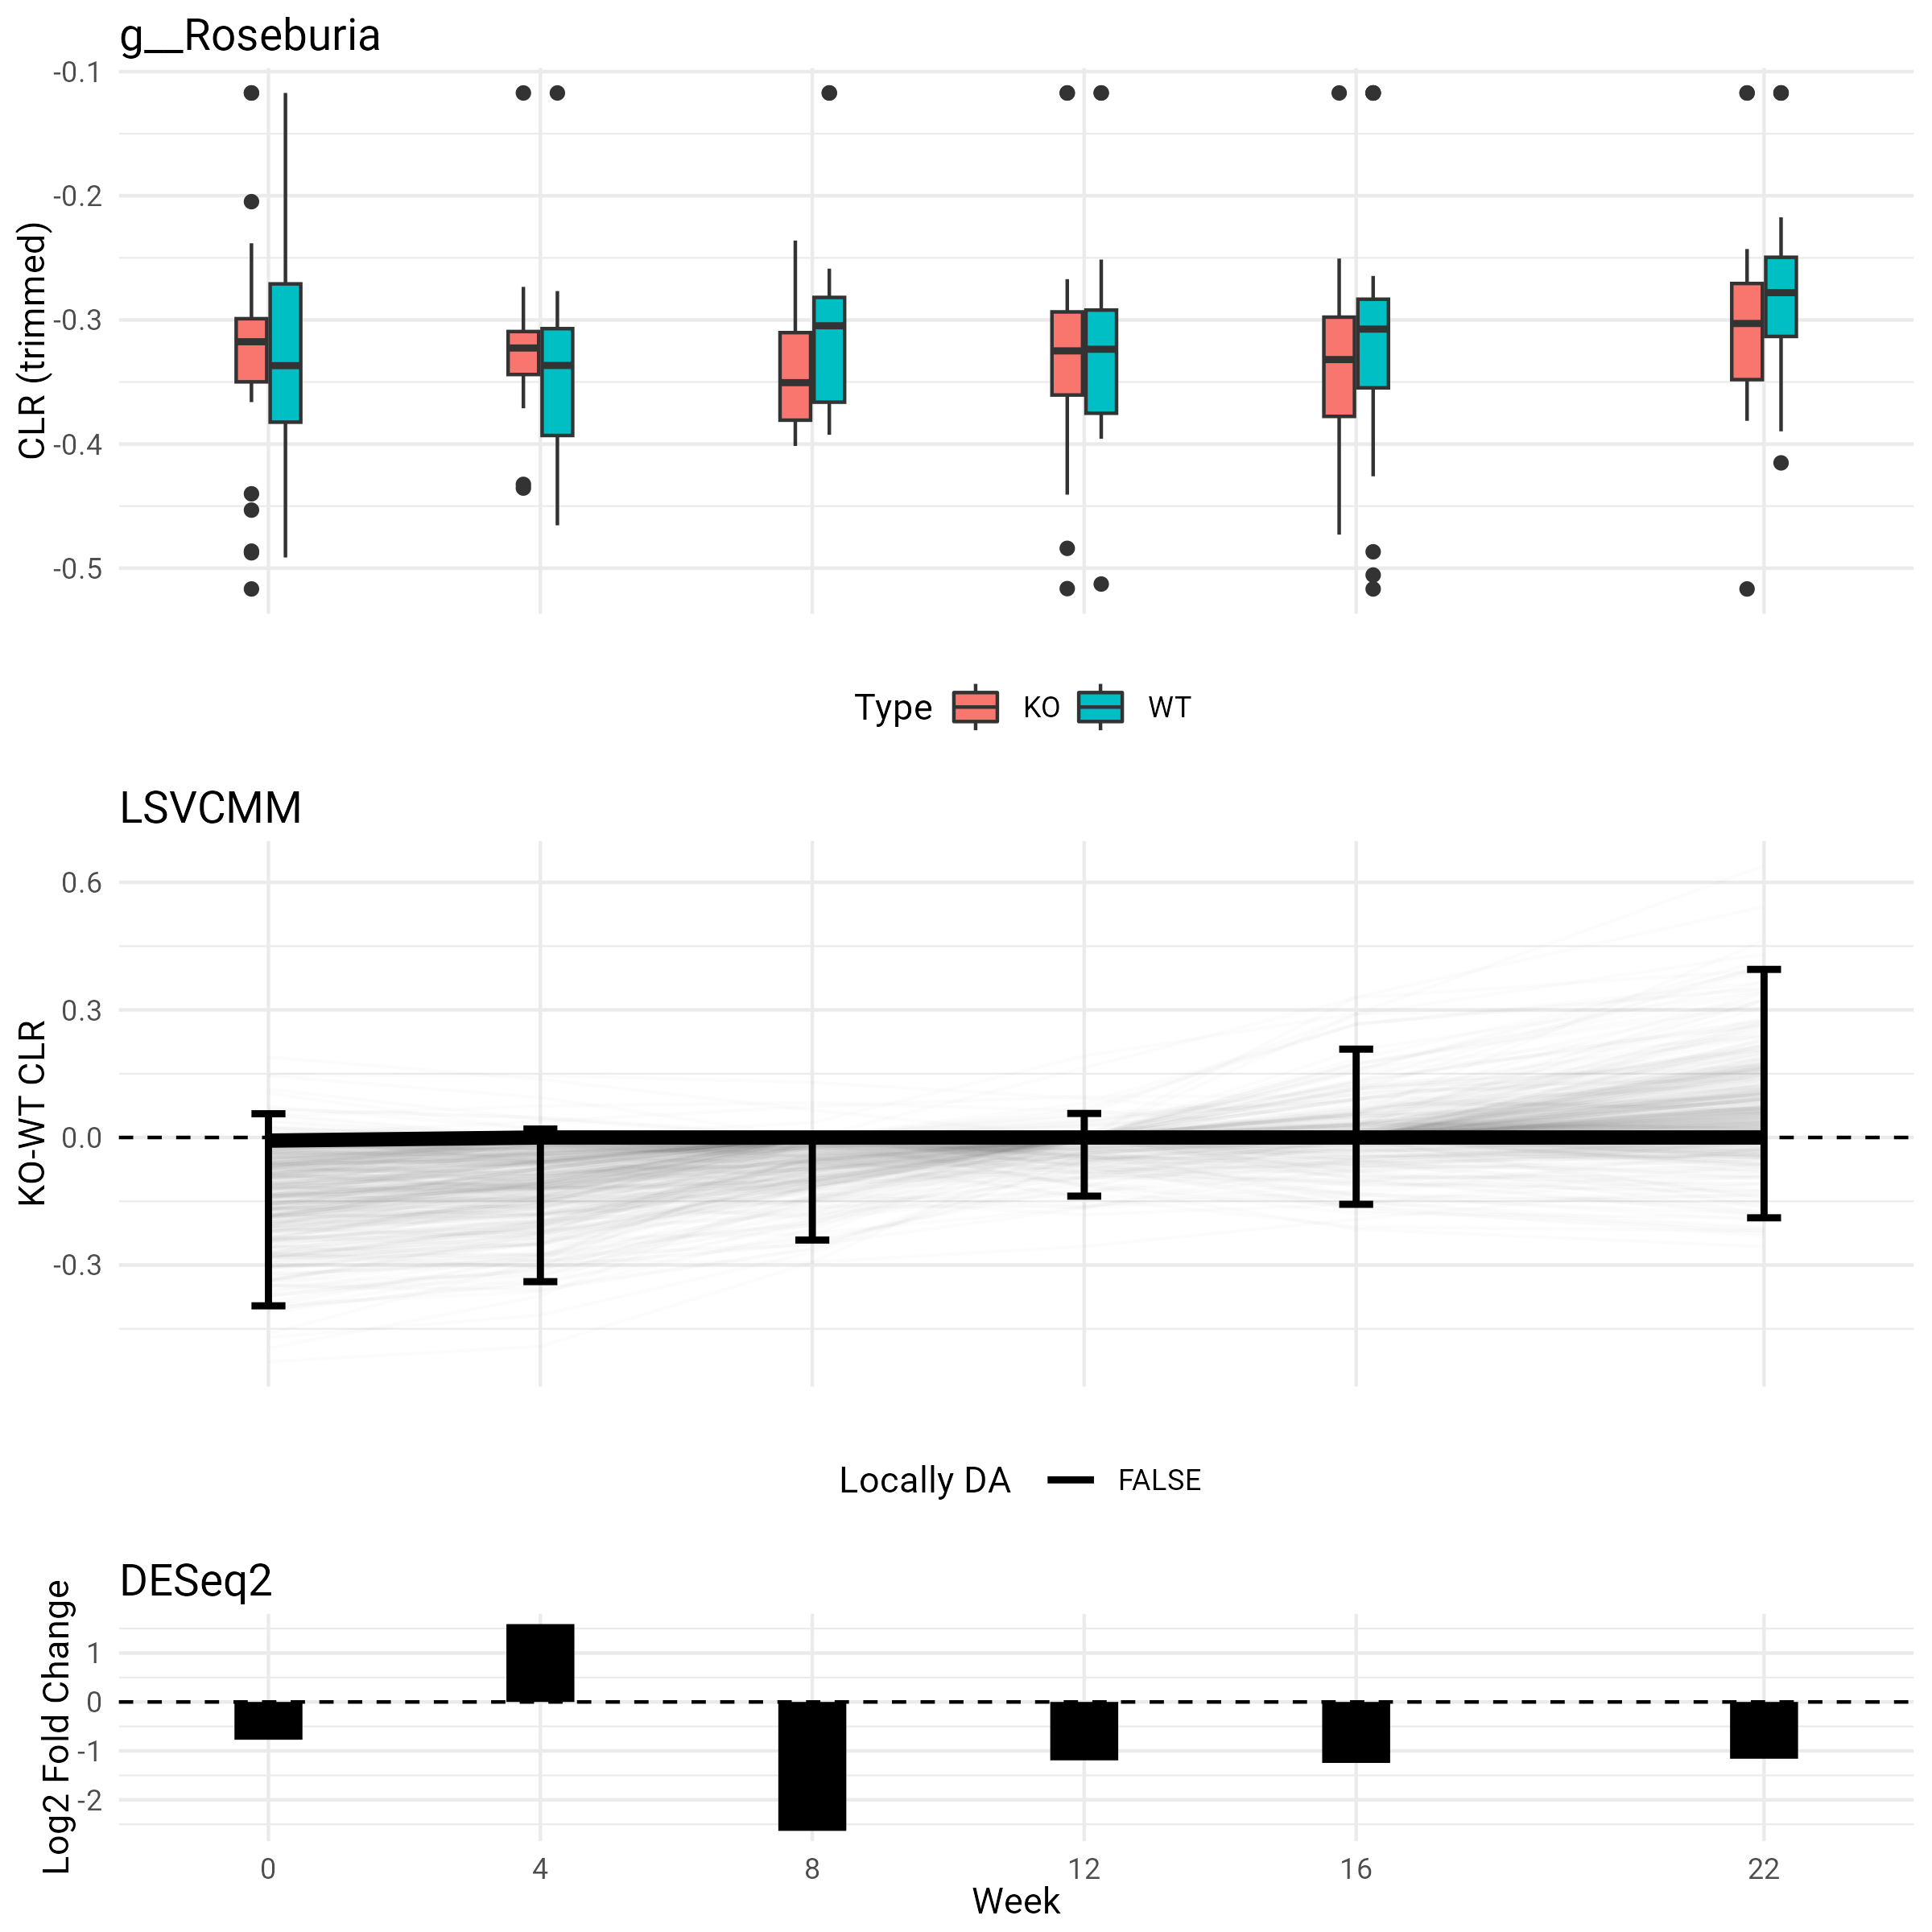 g__Roseburia
CLR (trimmed)
-0.1
-0.2
-0.3
-0.4
-0.5
Type KO WT
LSVCMM
KO-WT CLR
0.6
0.3
0.0
-0.3
Locally DA FALSE
DESeq2
Log2 Fold Change
1
0
-1
-2
0 4 8 12 16 22
Week